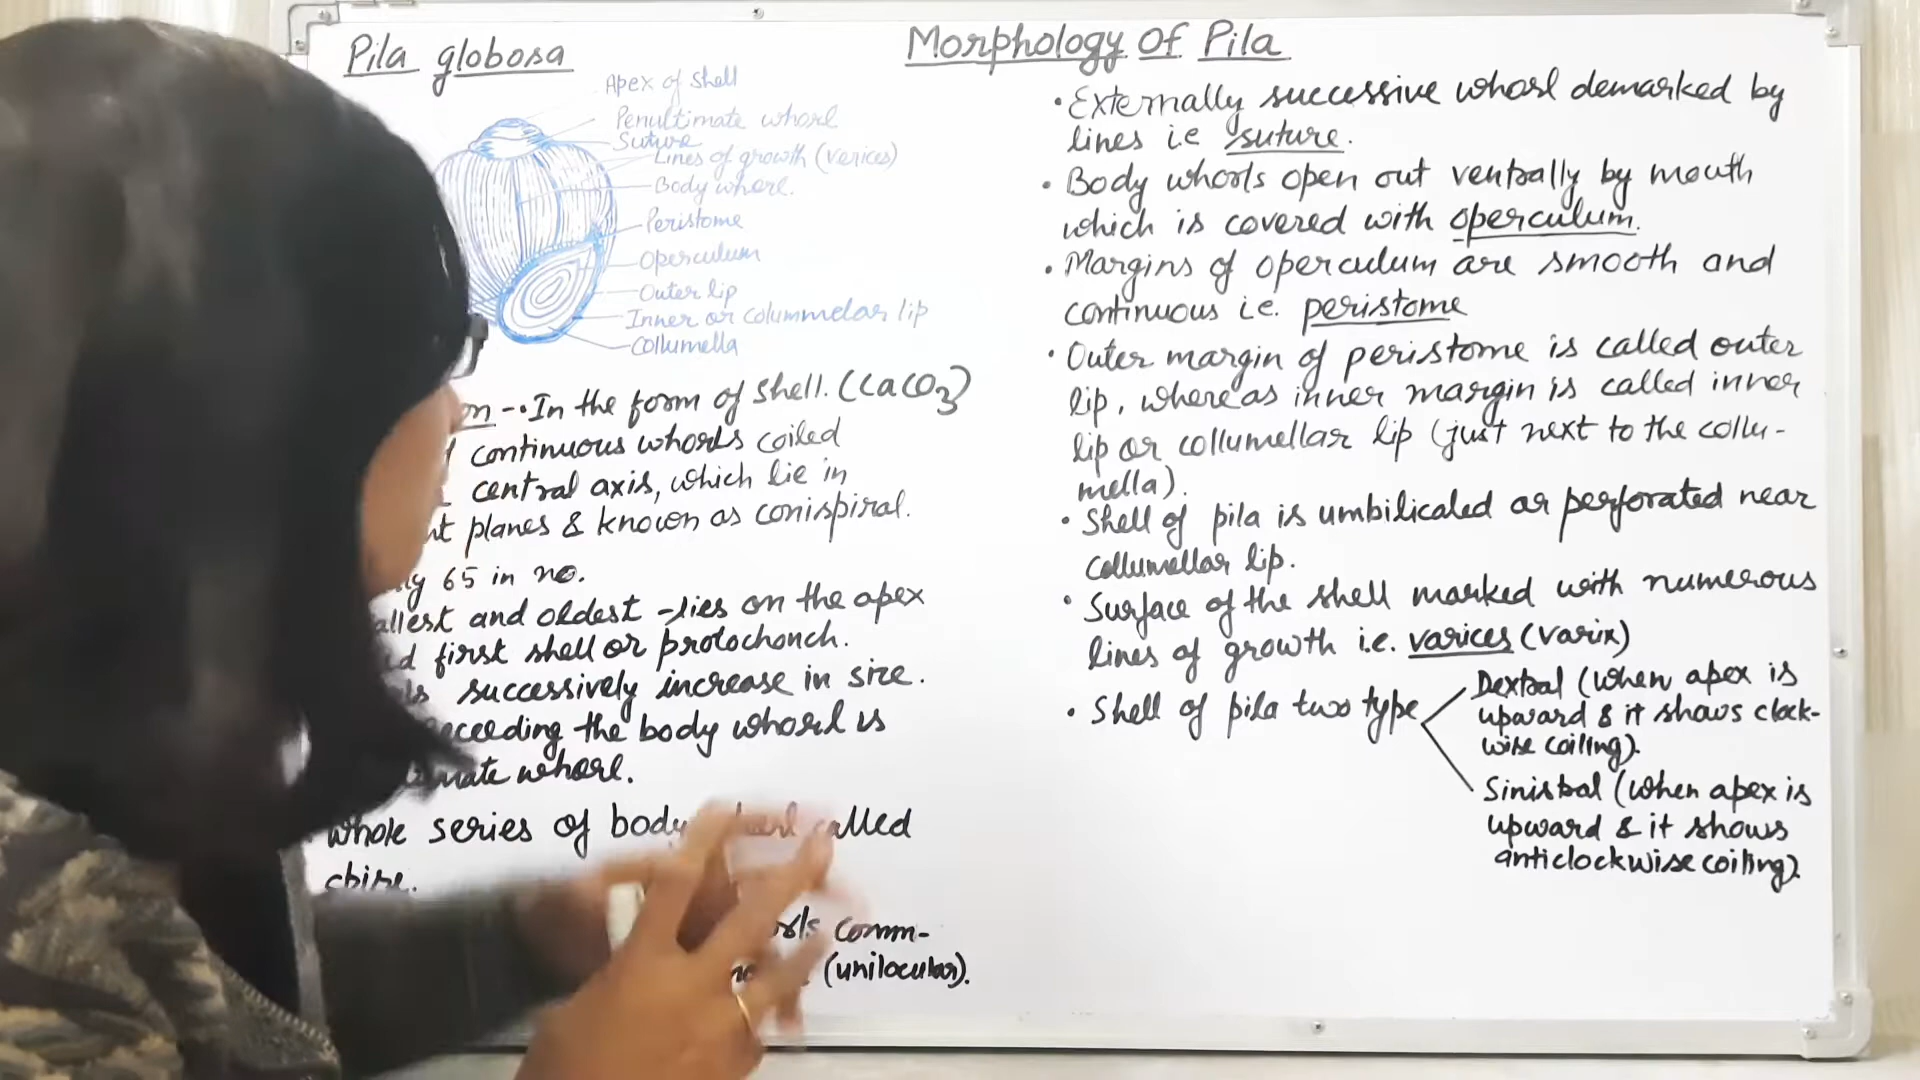 Pila globosa
Apex of shell
Penultimate whorl
Suture
Lines of growth (verices)
Body whorl.
Peristome
Operculum
Outer lip
Inner or colummelar lip
Collumella
- • In the form of shell. (CaCO3)
continuous whorls coiled
central axis, which lie in
planes & known as conispiral.
65 in no.
and oldest - lies on the apex
first shell or protochonch.
successively increase in size.
the body whorl is
whorl.
whole series of body called
spire.
comm-
(unilocular).
Morphology Of Pila
• Externally successive whorl demarked by
lines i.e suture.
• Body whorls open out ventrally by mouth
which is covered with operculum.
• Margins of operculum are smooth and
continuous i.e. peristome
• Outer margin of peristome is called outer
lip, whereas inner margin is called inner
lip or collumellar lip (just next to the collu-
mella).
• Shell of pila is umbilicaled or perforated near
collumellar lip.
• Surface of the shell marked with numerous
lines of growth i.e. varices (varix)
• Shell of pila two type
Dextral (when apex is
upward & it shows clock-
wise coiling).
Sinistral (when apex is
upward & it shows
anticlockwise coiling).